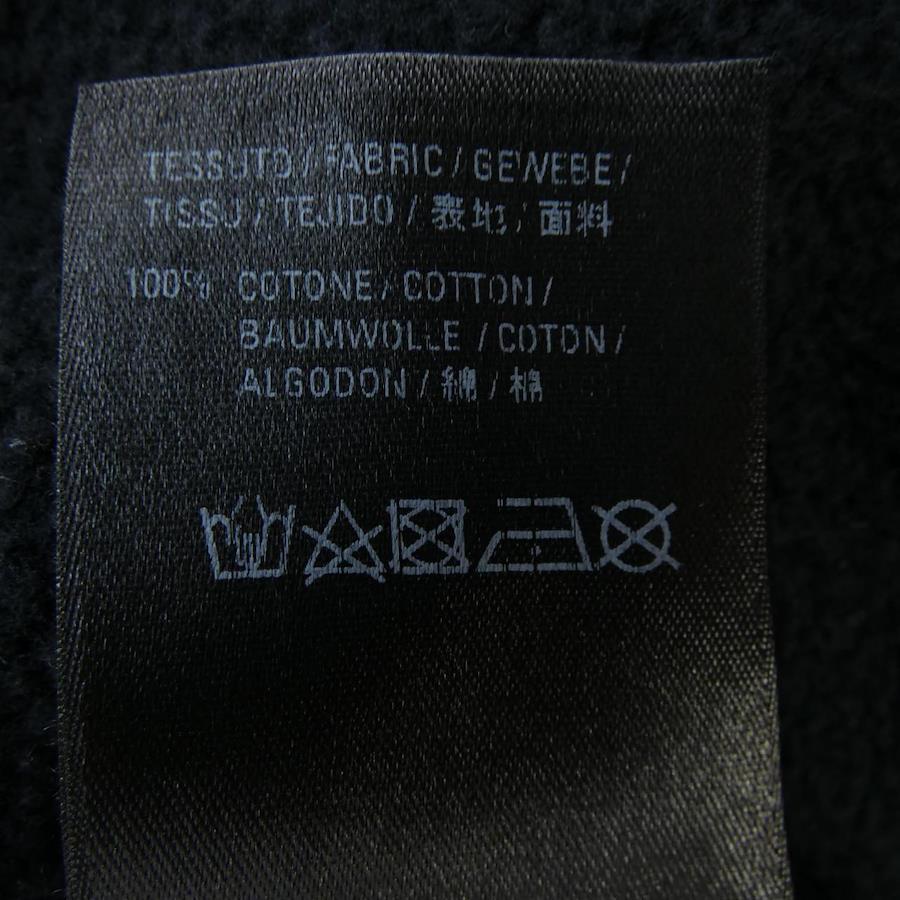 TESSUTO / FABRIC / GEWEBE /
TISSU / TEJIDO / 表地 / 面料
100% COTONE / COTTON /
BAUMWOLLE / COTON /
ALGODON / 綿 / 棉